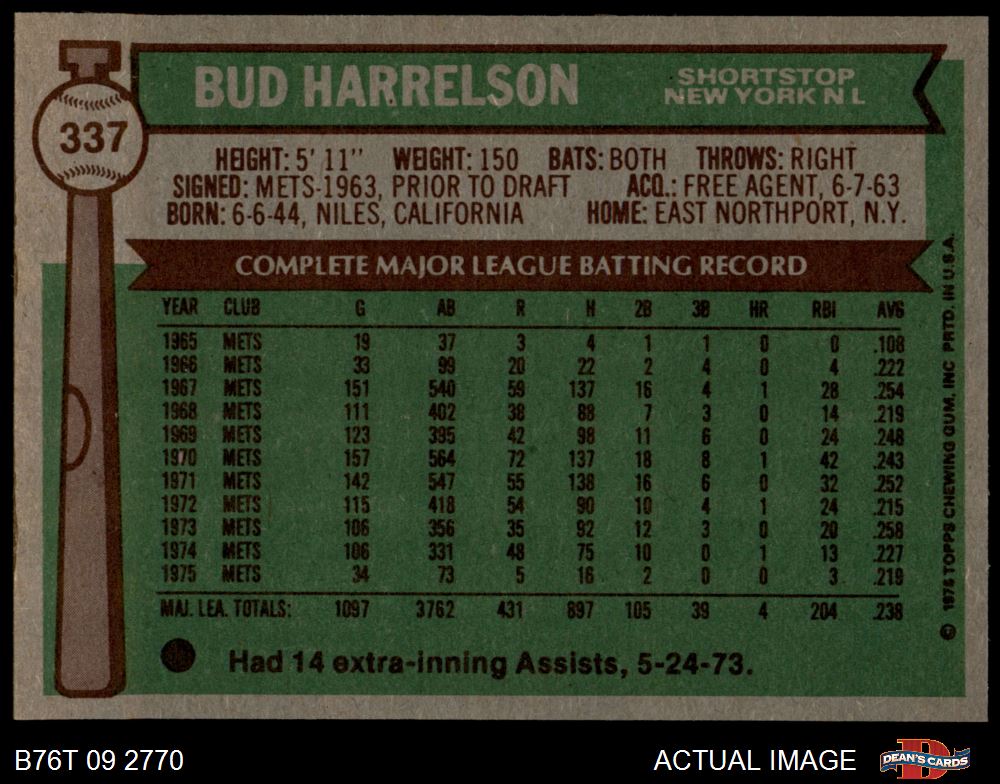 337
BUD HARRELSON
SHORTSTOP
NEW YORK N L
HEIGHT: 5' 11" WEIGHT: 150 BATS: BOTH THROWS: RIGHT
SIGNED: METS-1963, PRIOR TO DRAFT ACQ.: FREE AGENT, 6-7-63
BORN: 6-6-44, NILES, CALIFORNIA HOME: EAST NORTHPORT, N.Y.
COMPLETE MAJOR LEAGUE BATTING RECORD
YEAR CLUB G AB R H 2B 3B HR RBI AVG
1965 METS 19 37 3 4 1 1 0 0 .108
1966 METS 33 99 20 22 2 4 0 4 .222
1967 METS 151 540 59 137 16 4 1 28 .254
1968 METS 111 402 38 88 7 3 0 14 .219
1969 METS 123 395 42 98 11 6 0 24 .248
1970 METS 157 564 72 137 18 8 1 42 .243
1971 METS 142 547 55 138 16 6 0 32 .252
1972 METS 115 418 54 90 10 4 1 24 .215
1973 METS 106 356 35 92 12 3 0 20 .258
1974 METS 106 331 48 75 10 0 1 13 .227
1975 METS 34 73 5 16 2 0 0 3 .219
MAJ. LEA. TOTALS: 1097 3762 431 897 105 39 4 204 .238
Had 14 extra-inning Assists, 5-24-73.
© 1976 TOPPS CHEWING GUM, INC PRTD. IN U.S.A.
B76T 09 2770
ACTUAL IMAGE
DEAN'S CARDS